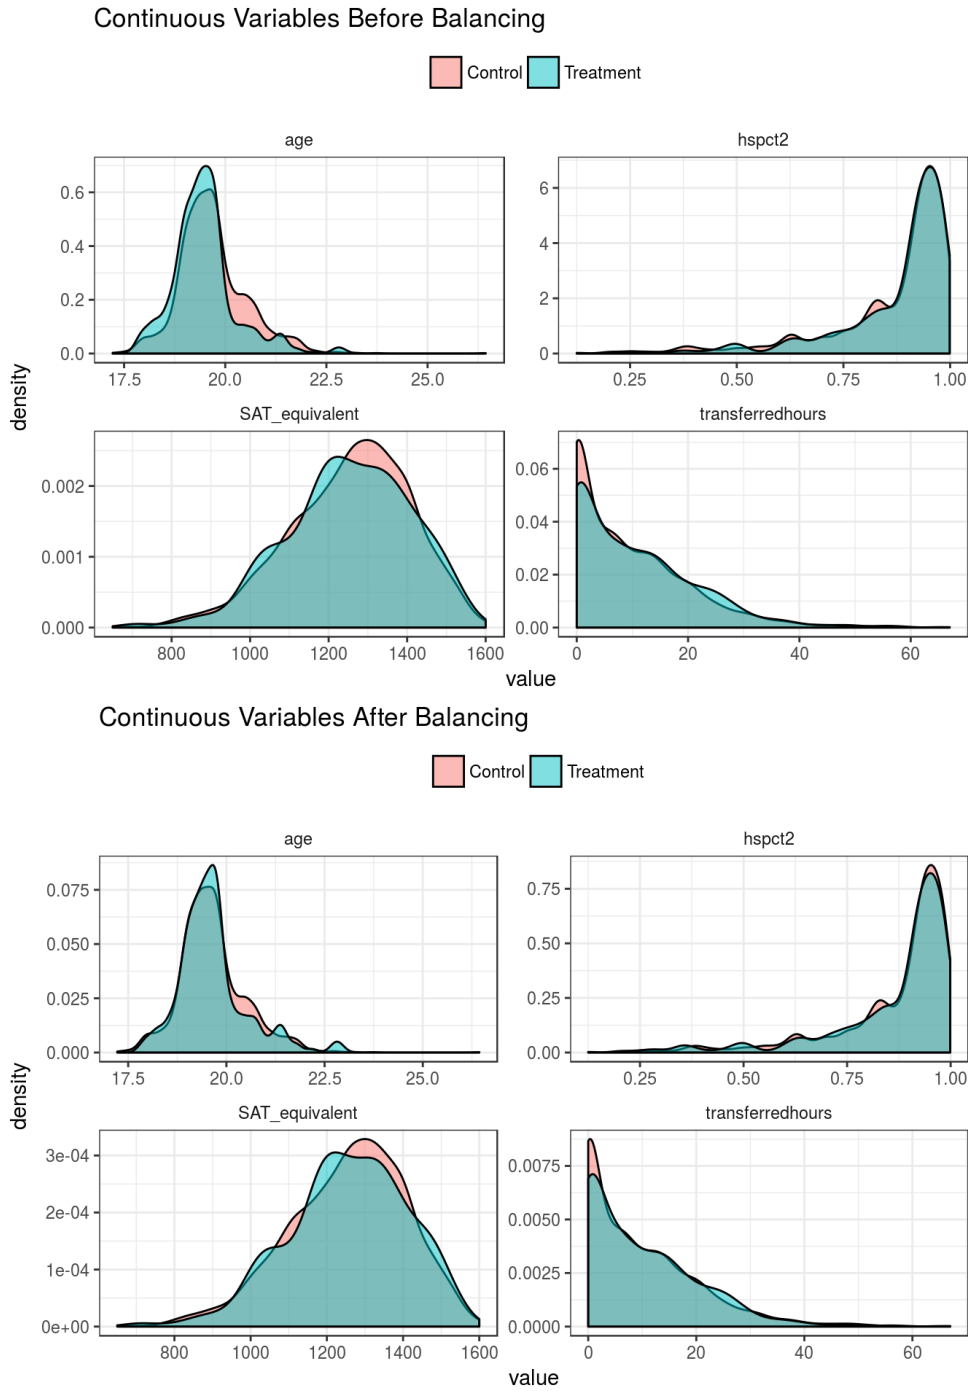 Continuous Variables Before Balancing
Control Treatment
age hspct2
0.6
0.4
0.2
0.0
6
4
2
0
17.5 20.0 22.5 25.0
0.25 0.50 0.75 1.00
density
SAT_equivalent transferredhours
0.002
0.001
0.000
0.06
0.04
0.02
0.00
800 1000 1200 1400 1600
0 20 40 60
value
Continuous Variables After Balancing
Control Treatment
age hspct2
0.075
0.050
0.025
0.000
0.75
0.50
0.25
0.00
17.5 20.0 22.5 25.0
0.25 0.50 0.75 1.00
density
SAT_equivalent transferredhours
3e-04
2e-04
1e-04
0e+00
0.0075
0.0050
0.0025
0.0000
800 1000 1200 1400 1600
0 20 40 60
value